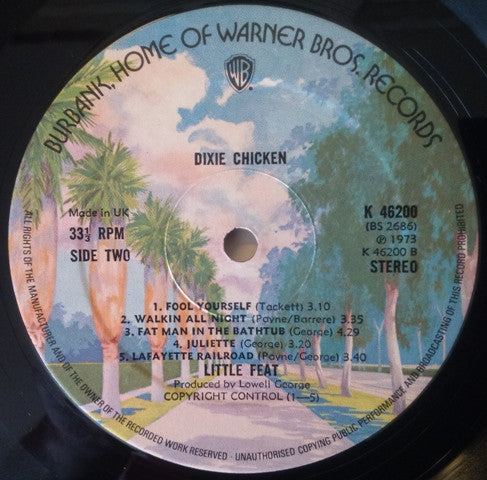 BURBANK, HOME OF WARNER BROS. RECORDS
WB
DIXIE CHICKEN
Made in UK
33⅓ RPM
SIDE TWO
K 46200
(BS 2686)
℗ 1973
K 46200 B
STEREO
1. FOOL YOURSELF (Tackett) 3.10
2. WALKIN ALL NIGHT (Payne/Barrere) 3.35
3. FAT MAN IN THE BATHTUB (George) 4.29
4. JULIETTE (George) 3.20
5. LAFAYETTE RAILROAD (Payne/George) 3.40
LITTLE FEAT
Produced by Lowell George
COPYRIGHT CONTROL (1—5)
ALL RIGHTS OF THE MANUFACTURER AND OF THE OWNER OF THE RECORDED WORK RESERVED · UNAUTHORISED COPYING PUBLIC PERFORMANCE AND BROADCASTING OF THIS RECORD PROHIBITED